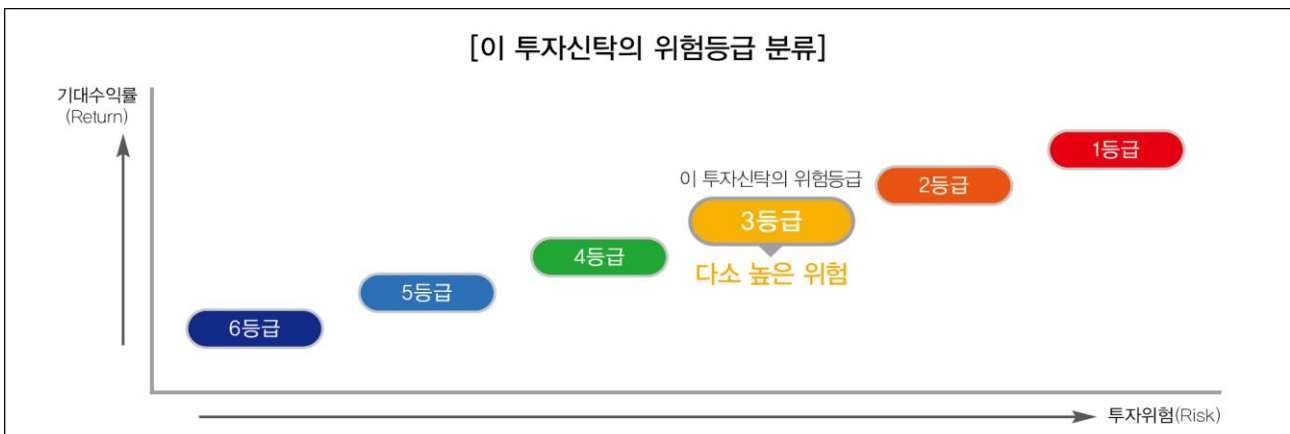 [이 투자신탁의 위험등급 분류]
기대수익률
(Return)
1등급
이 투자신탁의 위험등급
2등급
3등급
4등급
다소 높은 위험
5등급
6등급
투자위험(Risk)